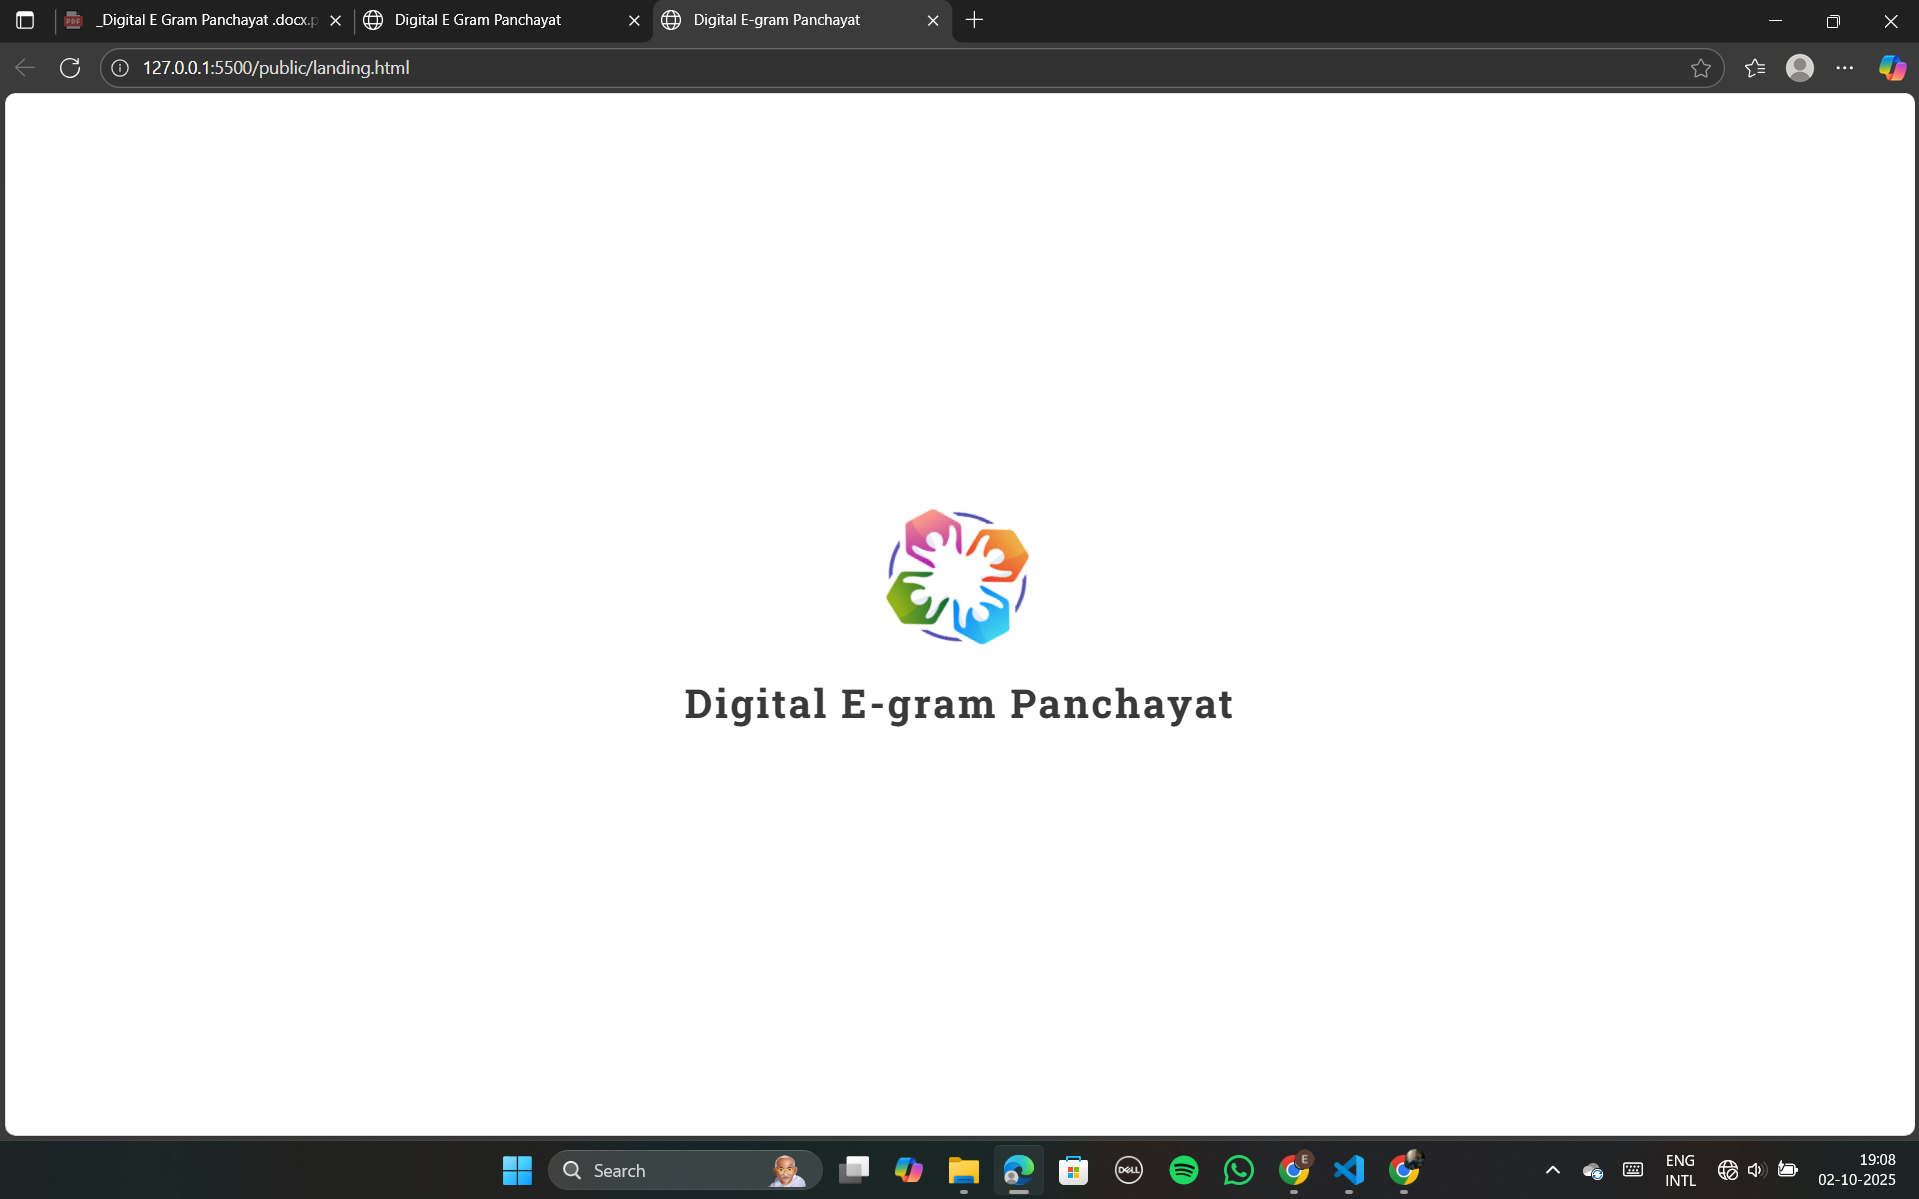 _Digital E Gram Panchayat .docx.p
Digital E Gram Panchayat
Digital E-gram Panchayat
127.0.0.1:5500/public/landing.html
Digital E-gram Panchayat
Search
DELL
E
ENG
INTL
19:08
02-10-2025